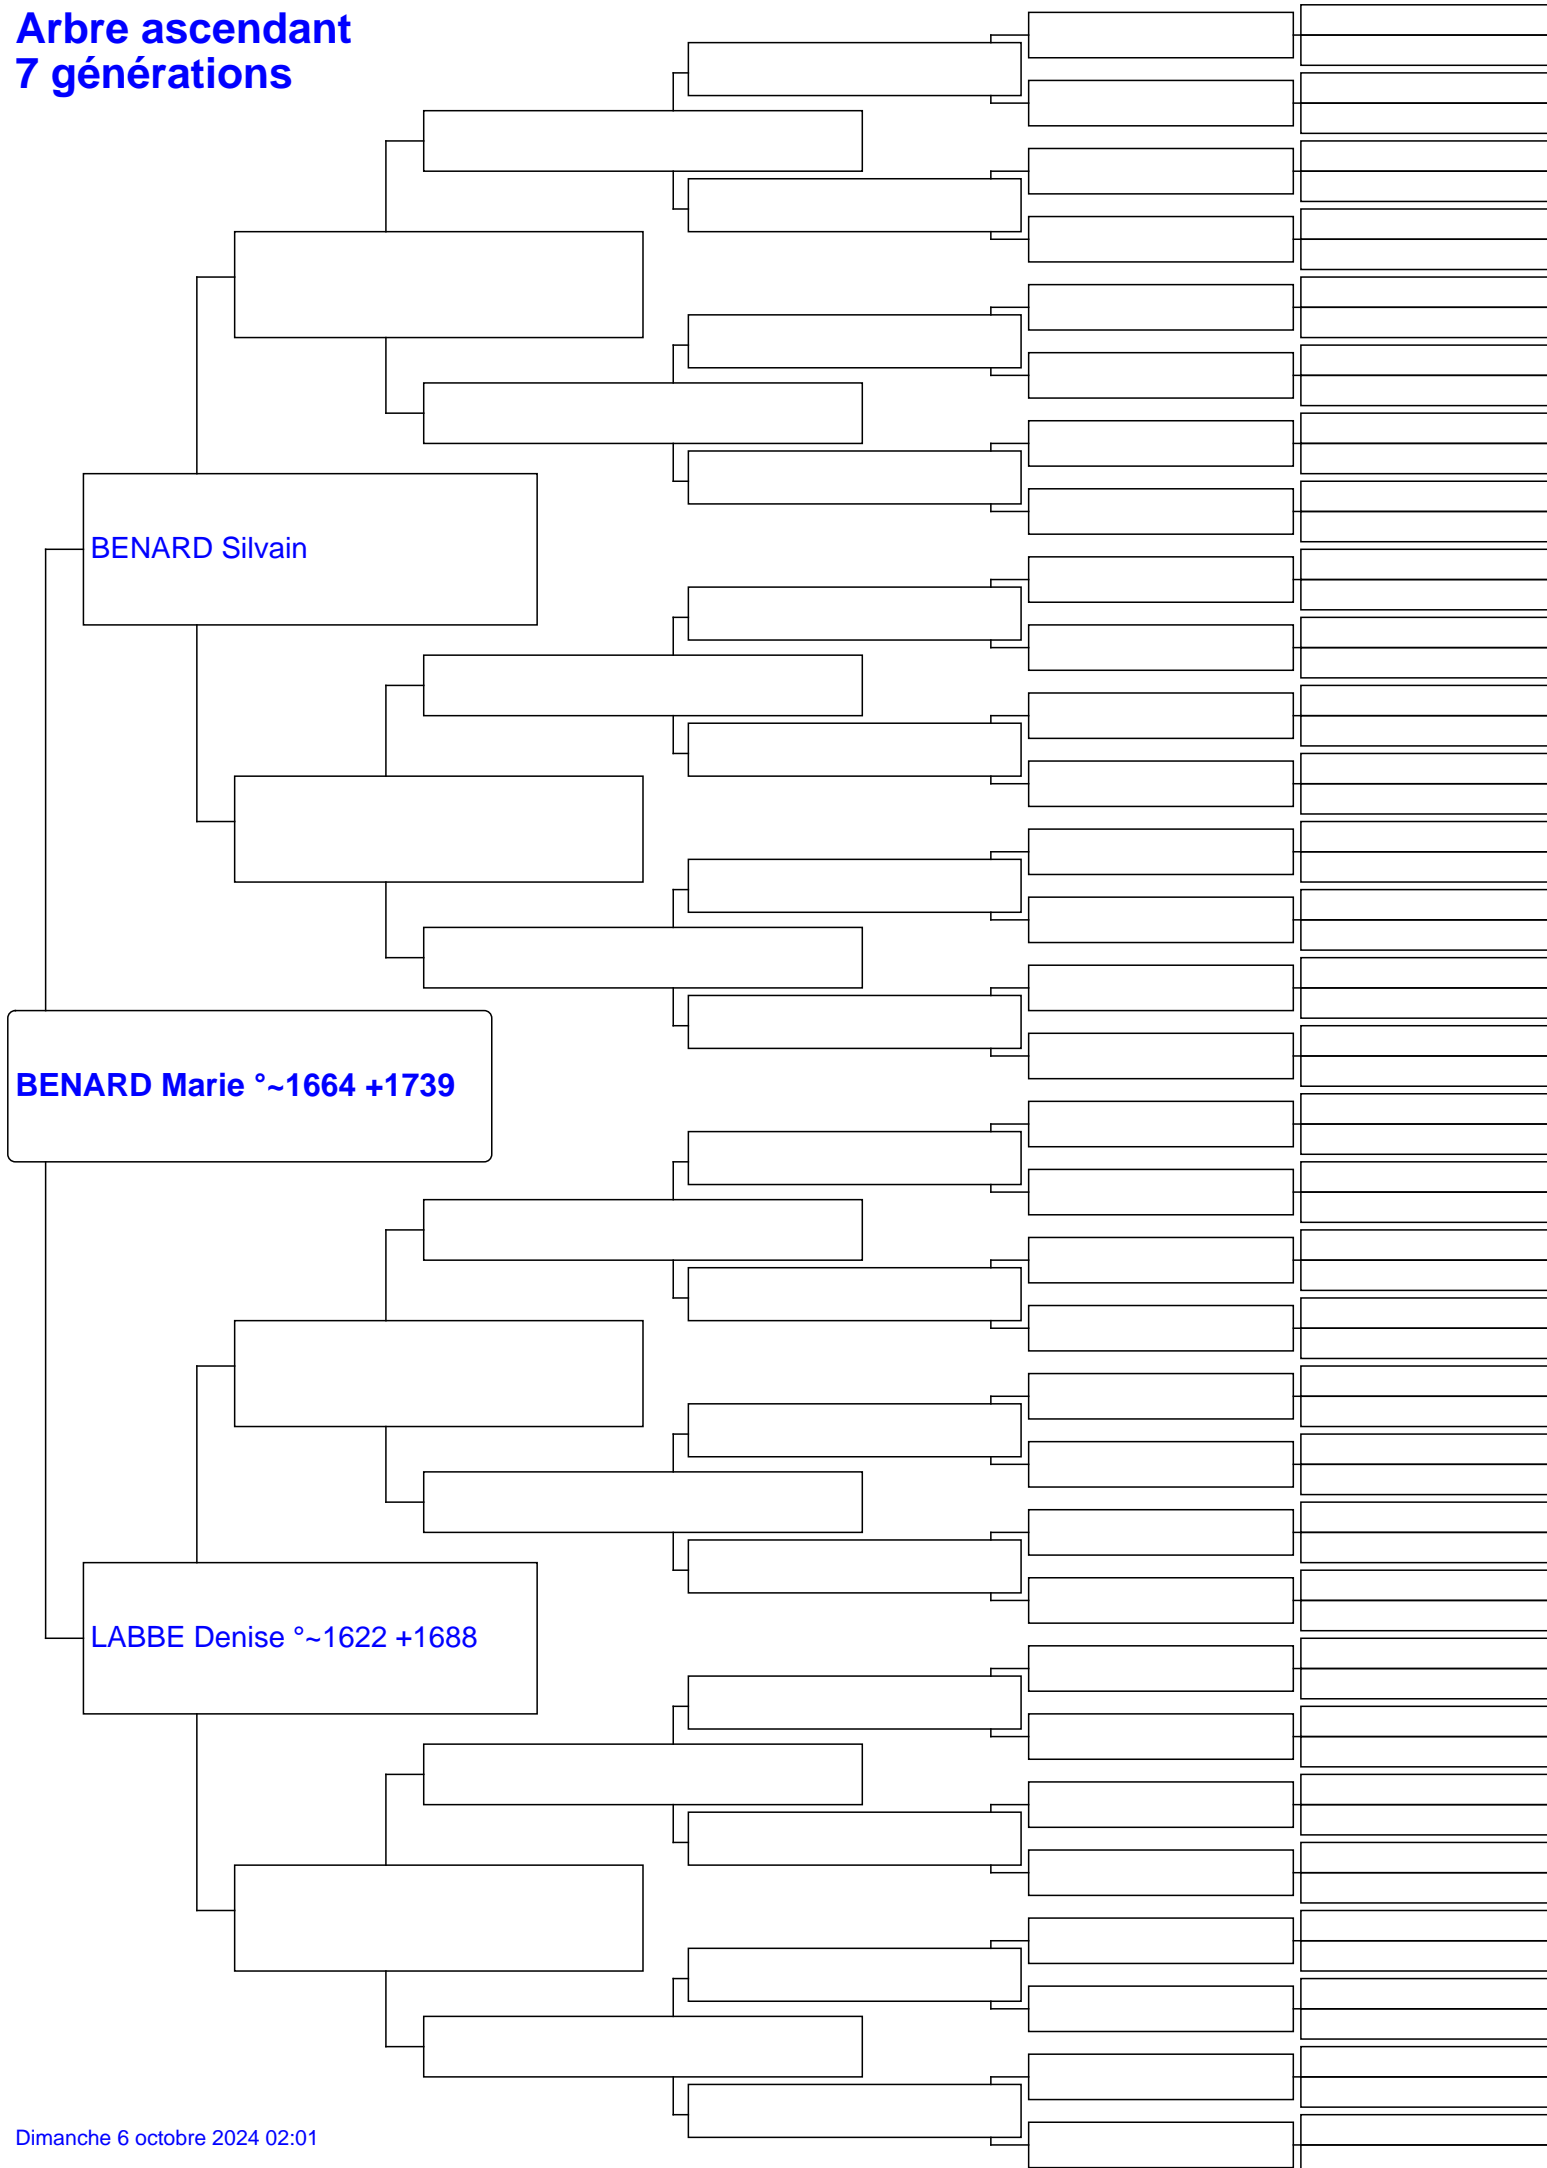 Arbre ascendant
7 générations
BENARD Silvain
BENARD Marie °~1664 +1739
LABBE Denise °~1622 +1688
Dimanche 6 octobre 2024 02:01